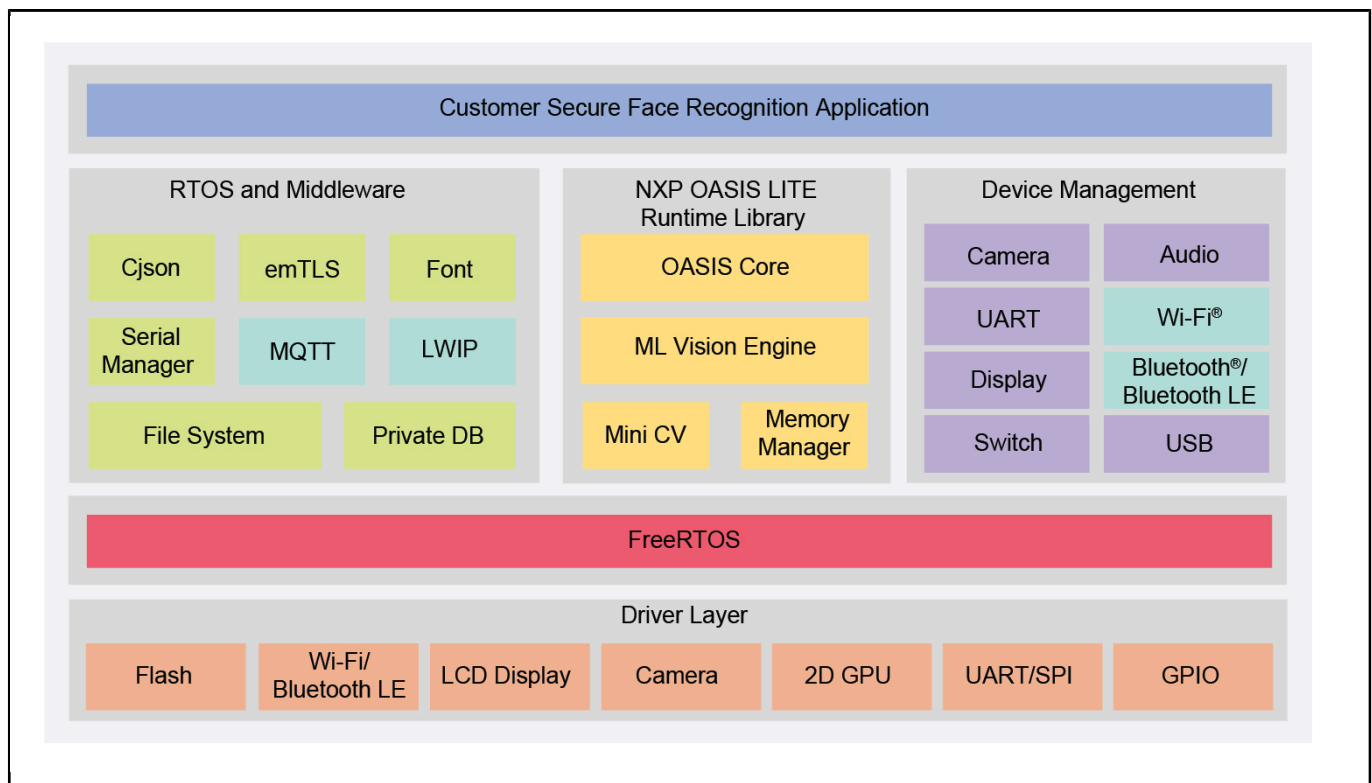 Customer Secure Face Recognition Application
RTOS and Middleware
Cjson
emTLS
Font
Serial
Manager
MQTT
LWIP
File System
Private DB
NXP OASIS LITE
Runtime Library
OASIS Core
ML Vision Engine
Mini CV
Memory
Manager
Device Management
Camera
Audio
UART
Wi-Fi®
Display
Bluetooth®/
Bluetooth LE
Switch
USB
FreeRTOS
Driver Layer
Flash
Wi-Fi/
Bluetooth LE
LCD Display
Camera
2D GPU
UART/SPI
GPIO